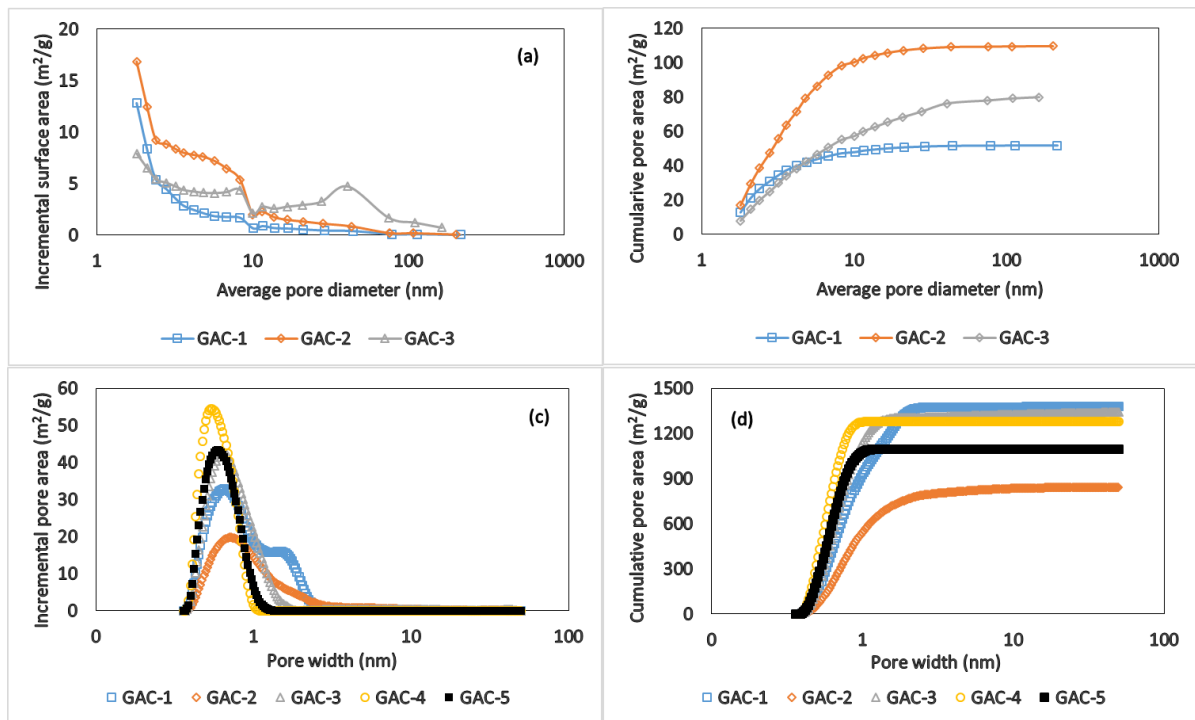 (a)
Incremental surface area (m²/g)
20
15
10
5
0
1 10 100 1000
Average pore diameter (nm)
GAC-1 GAC-2 GAC-3
Cumularive pore area (m²/g)
120
100
80
60
40
20
0
1 10 100 1000
Average pore diameter (nm)
GAC-1 GAC-2 GAC-3
(c)
Incremental pore area (m²/g)
60
50
40
30
20
10
0
0 1 10 100
Pore width (nm)
GAC-1 GAC-2 GAC-3 GAC-4 GAC-5
(d)
Cumulative pore area (m²/g)
1500
1200
900
600
300
0
0 1 10 100
Pore width (nm)
GAC-1 GAC-2 GAC-3 GAC-4 GAC-5